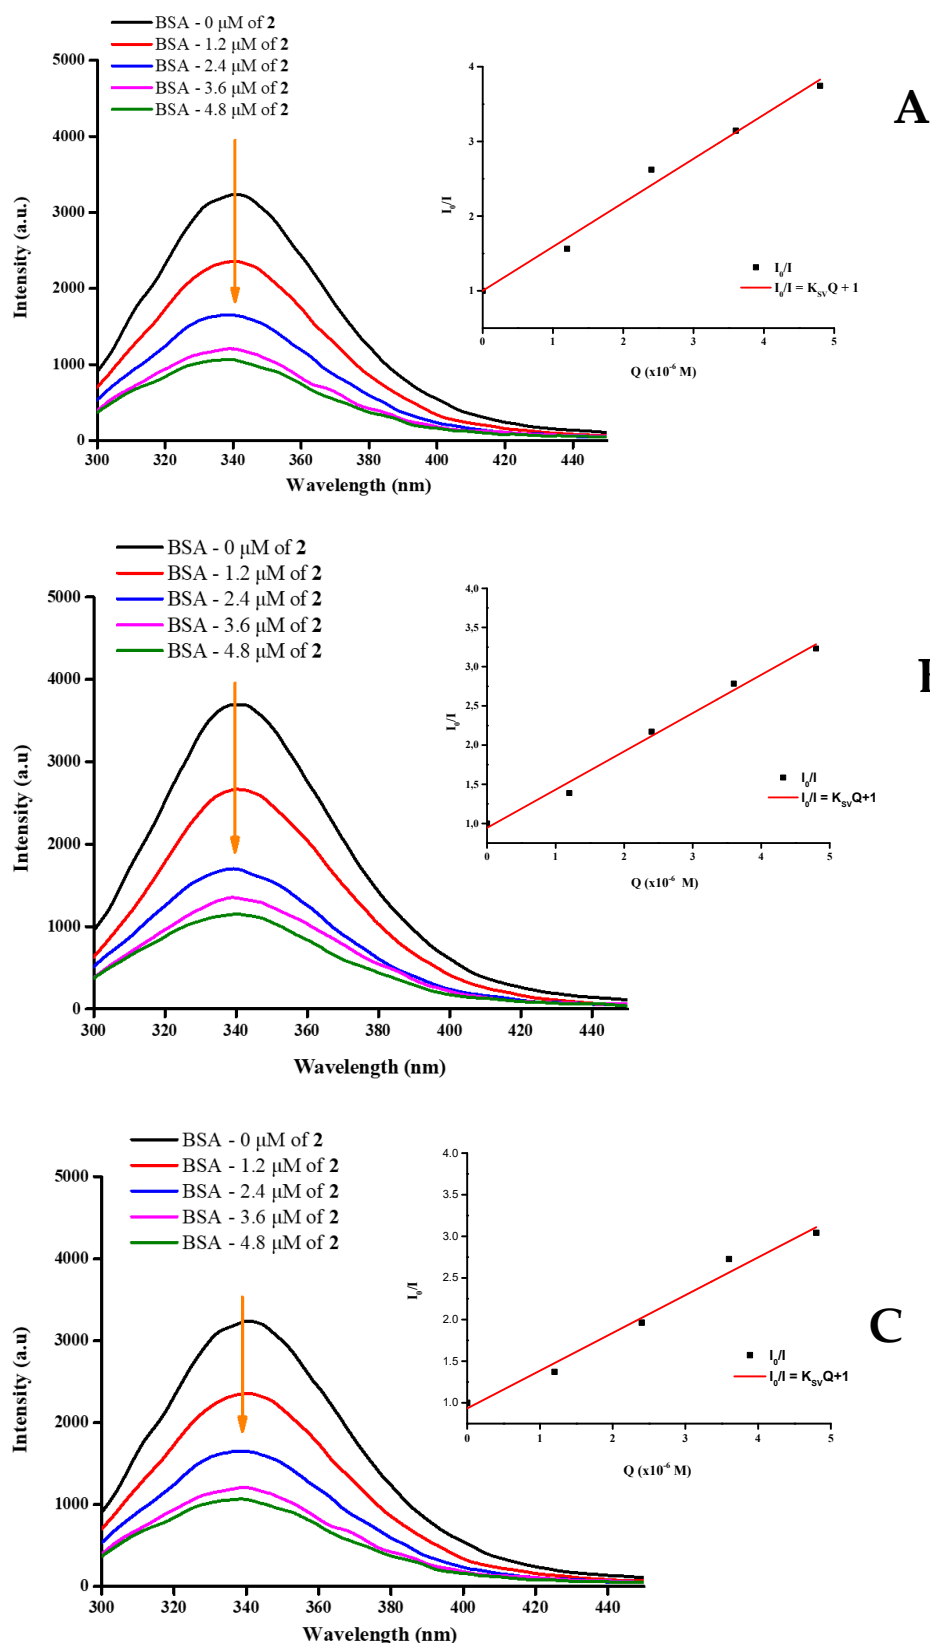 BSA - 0 μM of 2
BSA - 1.2 μM of 2
BSA - 2.4 μM of 2
BSA - 3.6 μM of 2
BSA - 4.8 μM of 2
5000
4000
3000
2000
1000
0
Intensity (a.u.)
300 320 340 360 380 400 420 440
Wavelength (nm)
4
3
2
1
I₀/I
0 1 2 3 4 5
Q (x10⁻⁶ M)
I₀/I
I₀/I = K_SV Q + 1
A
BSA - 0 μM of 2
BSA - 1.2 μM of 2
BSA - 2.4 μM of 2
BSA - 3.6 μM of 2
BSA - 4.8 μM of 2
5000
4000
3000
2000
1000
0
Intensity (a.u)
300 320 340 360 380 400 420 440
Wavelength (nm)
4,0
3,5
3,0
2,5
2,0
1,5
1,0
I₀/I
0 1 2 3 4 5
Q (x10⁻⁶ M)
I₀/I
I₀/I = K_SV Q+1
BSA - 0 μM of 2
BSA - 1.2 μM of 2
BSA - 2.4 μM of 2
BSA - 3.6 μM of 2
BSA - 4.8 μM of 2
5000
4000
3000
2000
1000
0
Intensity (a.u)
300 320 340 360 380 400 420 440
Wavelength (nm)
4.0
3.5
3.0
2.5
2.0
1.5
1.0
I₀/I
0 1 2 3 4 5
Q (x10⁻⁶ M)
I₀/I
I₀/I = K_SV Q+1
C